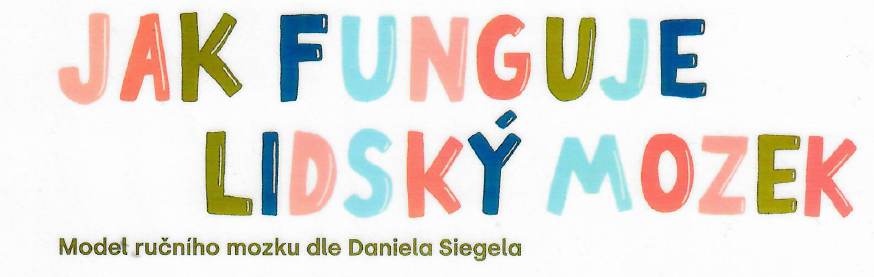 JAK FUNGUJE
LIDSKÝ MOZEK
Model ručního mozku dle Daniela Siegela